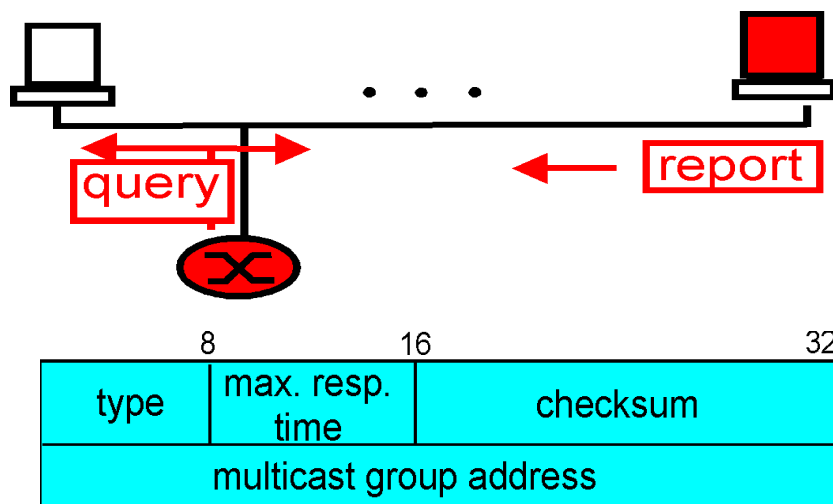 query
report
8 16 32
type
max. resp.
time
checksum
multicast group address